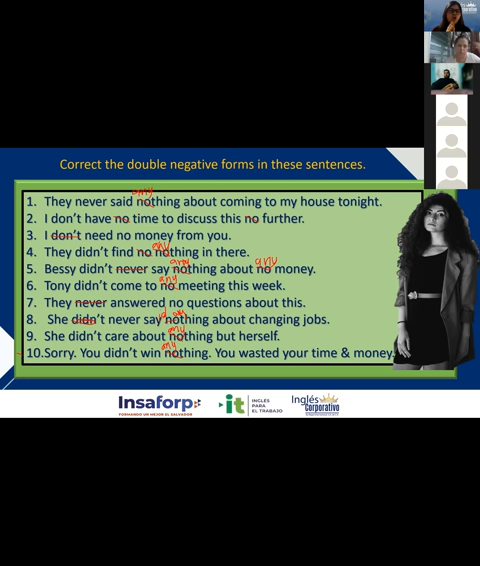 Correct the double negative forms in these sentences.
any
1. They never said nothing about coming to my house tonight.
2. I don't have no time to discuss this no further.
3. I don't need no money from you.
any
4. They didn't find no nothing in there.
any any
5. Bessy didn't never say nothing about no money.
any
6. Tony didn't come to no meeting this week.
7. They never answered no questions about this.
8. She didn't never say nothing about changing jobs.
any
9. She didn't care about nothing but herself.
any
10. Sorry. You didn't win nothing. You wasted your time & money.
Insaforp
FORMANDO UN MEJOR EL SALVADOR
it INGLÉS PARA EL TRABAJO
Inglés Corporativo